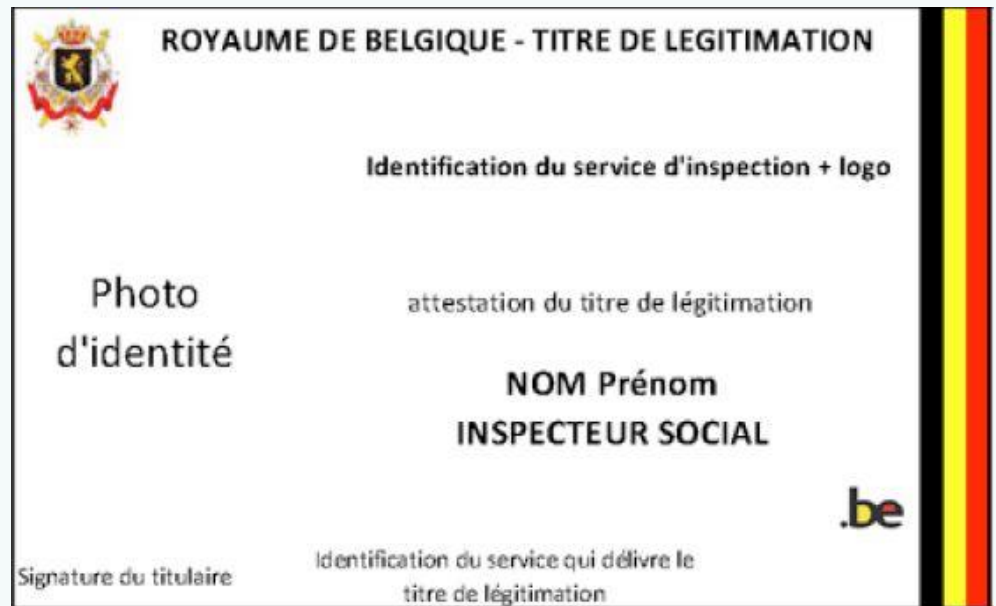 ROYAUME DE BELGIQUE - TITRE DE LEGITIMATION
Identification du service d'inspection + logo
Photo
d'identité
attestation du titre de légitimation
NOM Prénom
INSPECTEUR SOCIAL
.be
Signature du titulaire
Identification du service qui délivre le
titre de légitimation